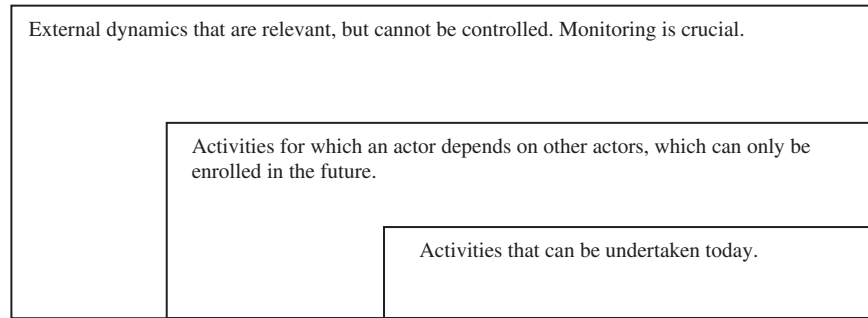 External dynamics that are relevant, but cannot be controlled. Monitoring is crucial.
Activities for which an actor depends on other actors, which can only be
enrolled in the future.
Activities that can be undertaken today.